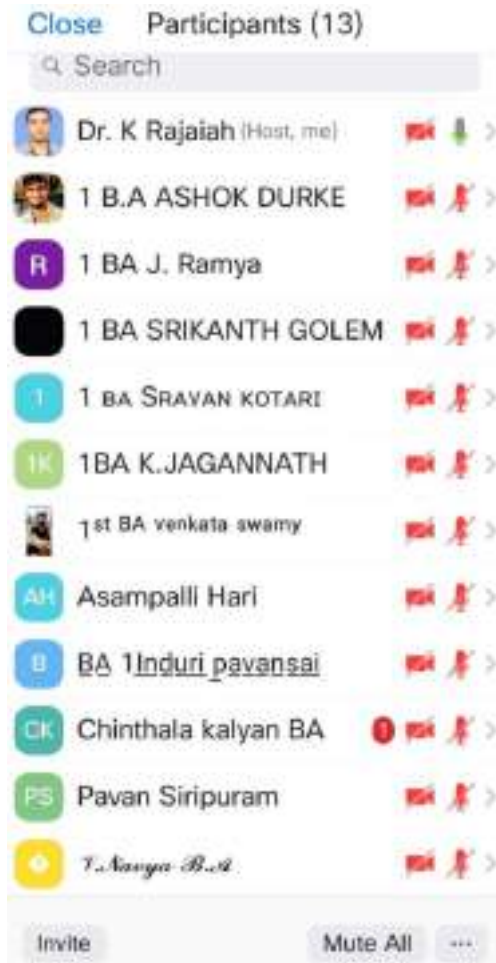 Close Participants (13)
Search
Dr. K Rajaiah (Host, me)
1 B.A ASHOK DURKE
R 1 BA J. Ramya
1 BA SRIKANTH GOLEM
1 1 BA SRAVAN KOTARI
1K 1BA K.JAGANNATH
1st BA venkata swamy
AH Asampalli Hari
B BA 1Induri pavansai
CK Chinthala kalyan BA
PS Pavan Siripuram
Navya B.A
Invite Mute All ...